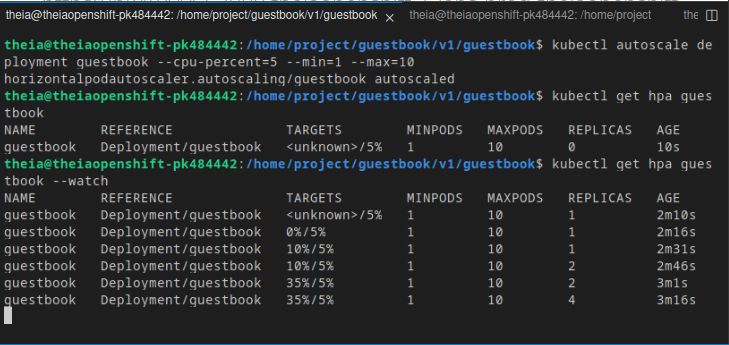 theia@theiaopenshift-pk484442: /home/project/guestbook/v1/guestbook × theia@theiaopenshift-pk484442: /home/project
theia@theiaopenshift-pk484442:/home/project/guestbook/v1/guestbook$ kubectl autoscale de
ployment guestbook --cpu-percent=5 --min=1 --max=10
horizontalpodautoscaler.autoscaling/guestbook autoscaled
theia@theiaopenshift-pk484442:/home/project/guestbook/v1/guestbook$ kubectl get hpa gues
tbook
NAME REFERENCE TARGETS MINPODS MAXPODS REPLICAS AGE
guestbook Deployment/guestbook <unknown>/5% 1 10 0 10s
theia@theiaopenshift-pk484442:/home/project/guestbook/v1/guestbook$ kubectl get hpa gues
tbook --watch
NAME REFERENCE TARGETS MINPODS MAXPODS REPLICAS AGE
guestbook Deployment/guestbook <unknown>/5% 1 10 1 2m10s
guestbook Deployment/guestbook 0%/5% 1 10 1 2m16s
guestbook Deployment/guestbook 10%/5% 1 10 1 2m31s
guestbook Deployment/guestbook 10%/5% 1 10 2 2m46s
guestbook Deployment/guestbook 35%/5% 1 10 2 3m1s
guestbook Deployment/guestbook 35%/5% 1 10 4 3m16s